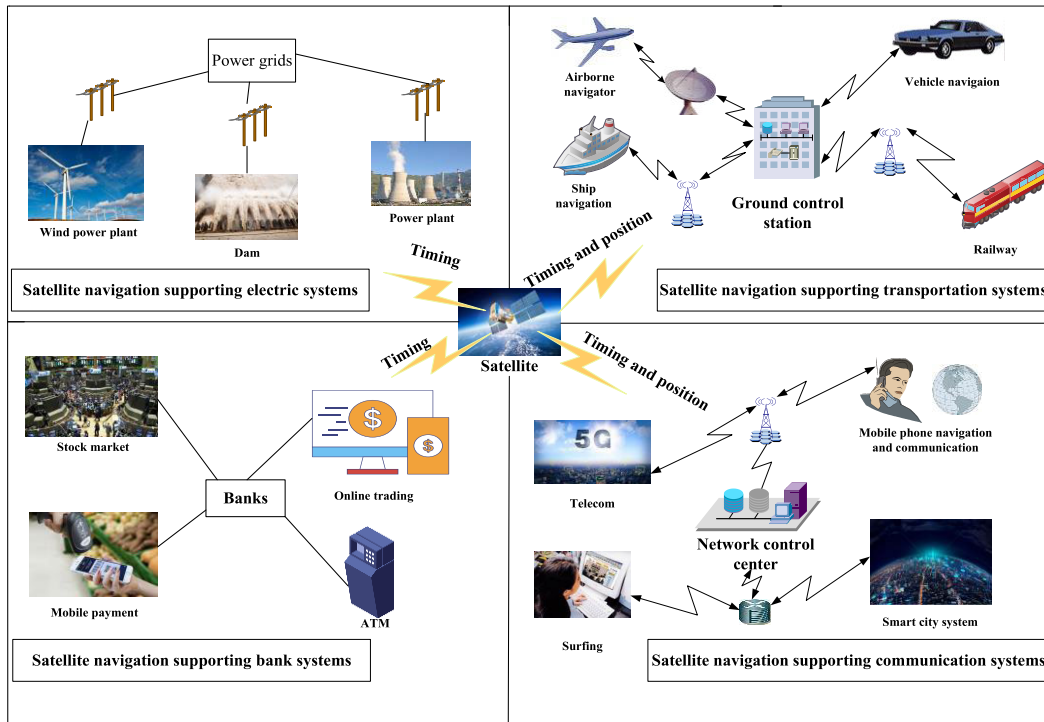 Power grids
Wind power plant
Dam
Power plant
Timing
Satellite navigation supporting electric systems
Airborne
navigator
Vehicle navigaion
Ship
navigation
Ground control
station
Railway
Timing and position
Satellite navigation supporting transportation systems
Satellite
Stock market
Timing
$
$
Online trading
Banks
Mobile payment
ATM
Satellite navigation supporting bank systems
Timing and position
5G
Telecom
Mobile phone navigation
and communication
Network control
center
Surfing
Smart city system
Satellite navigation supporting communication systems